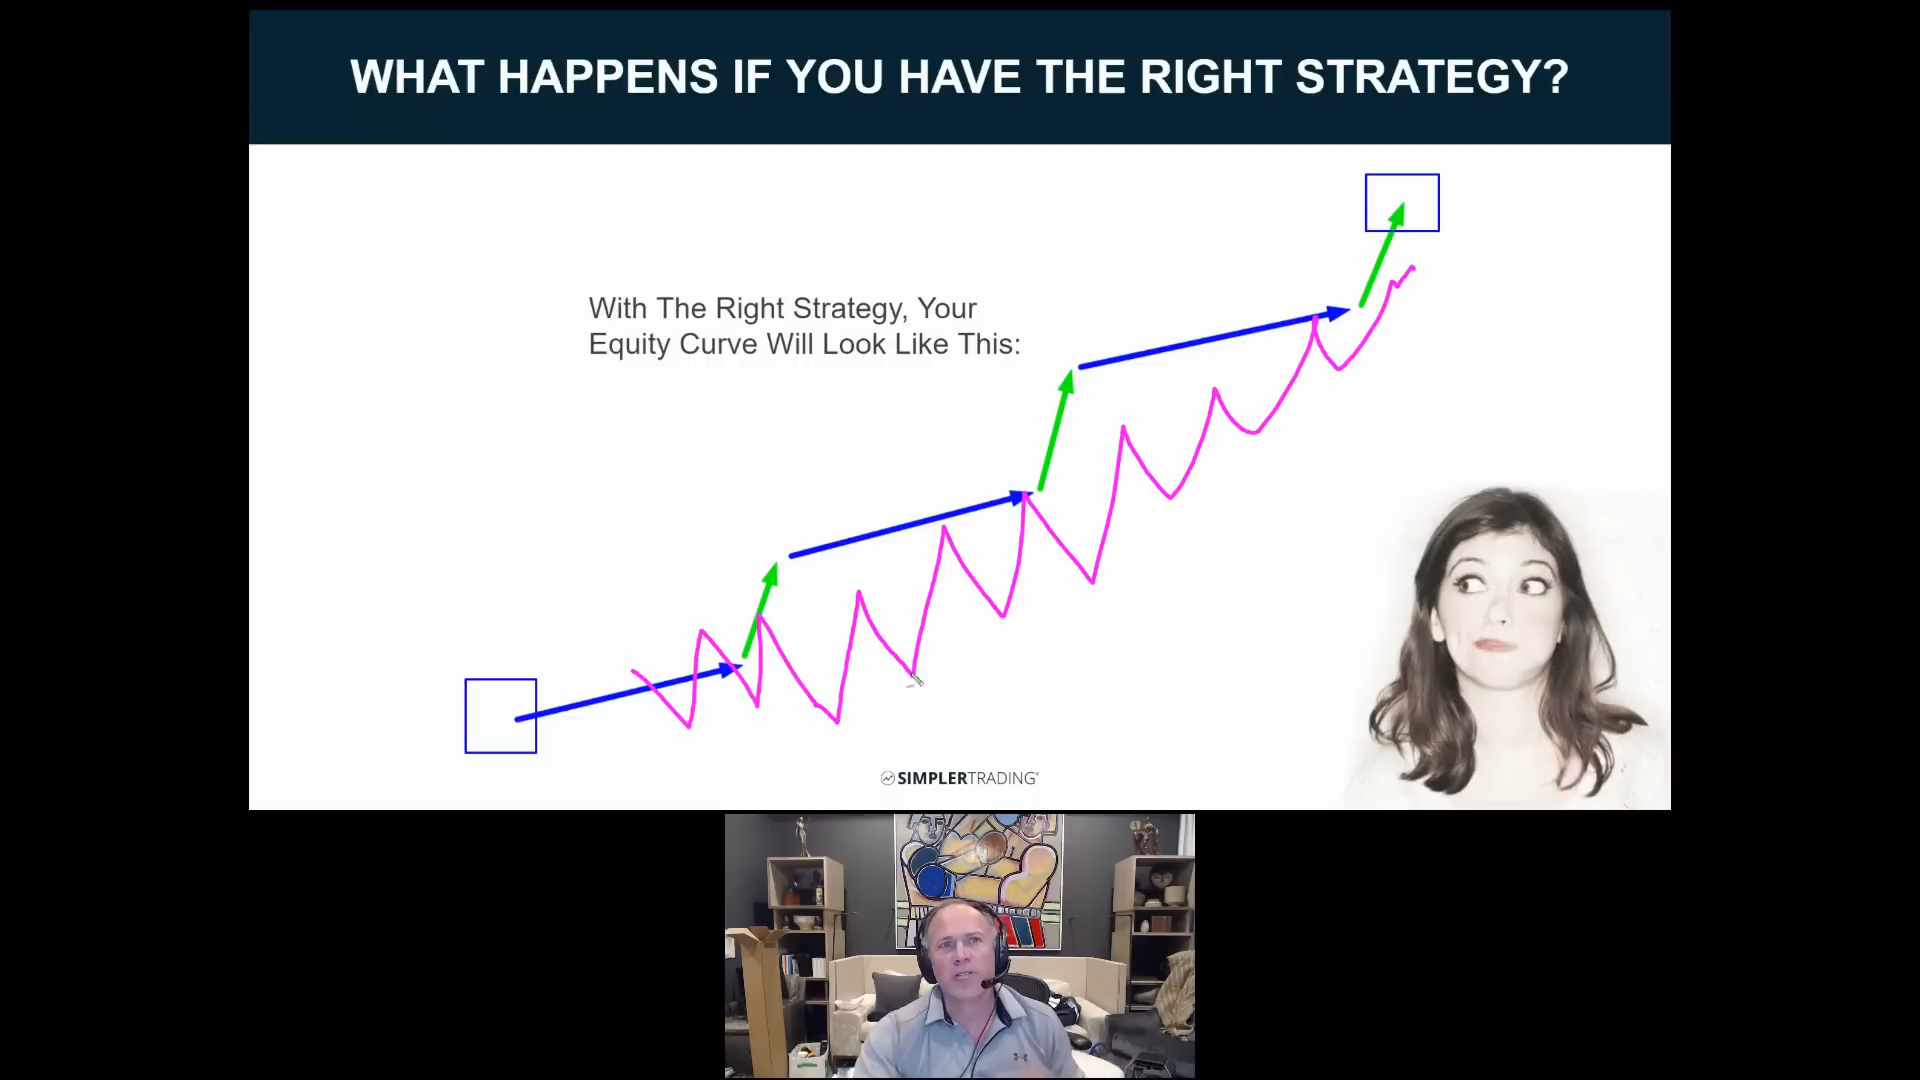 WHAT HAPPENS IF YOU HAVE THE RIGHT STRATEGY?
With The Right Strategy, Your
Equity Curve Will Look Like This:
SIMPLERTRADING®